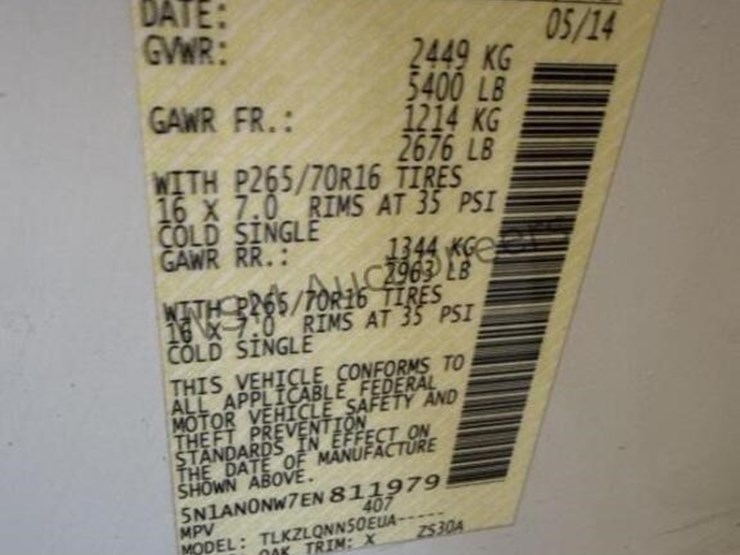 DATE: 05/14
GVWR: 2449 KG
5400 LB
GAWR FR.: 1214 KG
2676 LB
WITH P265/70R16 TIRES
16 X 7.0 RIMS AT 35 PSI
COLD SINGLE
GAWR RR.: 1344 KG
2963 LB
WITH P265/70R16 TIRES
16 X 7.0 RIMS AT 35 PSI
COLD SINGLE
THIS VEHICLE CONFORMS TO
ALL APPLICABLE FEDERAL
MOTOR VEHICLE SAFETY AND
THEFT PREVENTION
STANDARDS IN EFFECT ON
THE DATE OF MANUFACTURE
SHOWN ABOVE.
5N1AN0NW7EN811979
MPV 407
MODEL: TLKZLQNN50EUA-----
QAK TRIM: X ZS30A